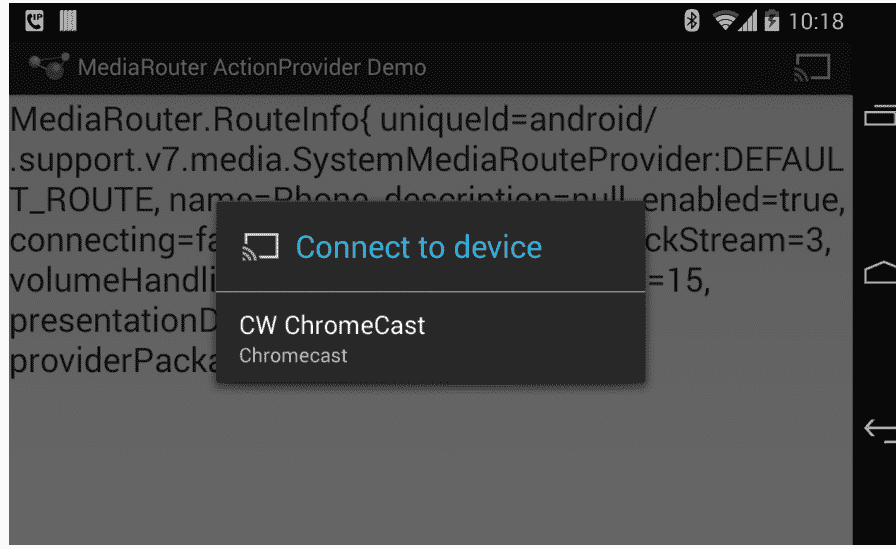 10:18
MediaRouter ActionProvider Demo
MediaRouter.RouteInfo{ uniqueId=android/
.support.v7.media.SystemMediaRouteProvider:DEFAUL
T_ROUTE, name=Phone, description=null, enabled=true,
connecting=fa ckStream=3,
volumeHandli =15,
presentationD
providerPacka
Connect to device
CW ChromeCast
Chromecast